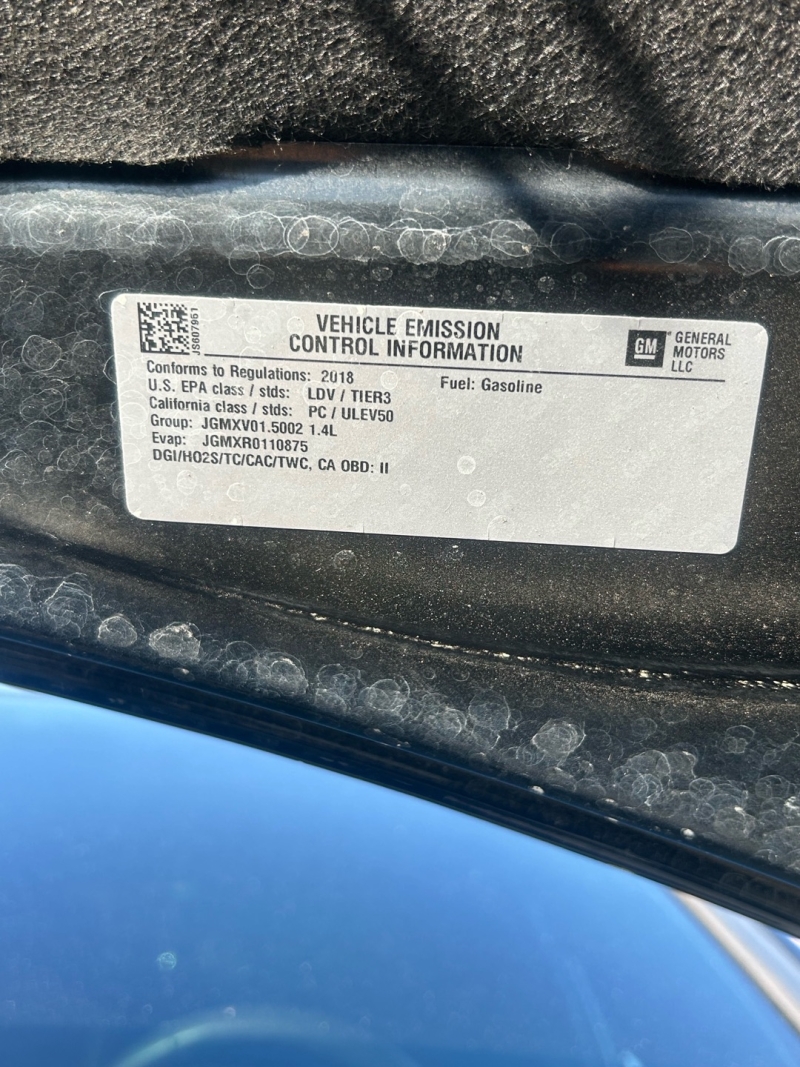 JS607961
VEHICLE EMISSION
CONTROL INFORMATION
GM
GENERAL
MOTORS
LLC
Conforms to Regulations: 2018
Fuel: Gasoline
U.S. EPA class / stds: LDV / TIER3
California class / stds: PC / ULEV50
Group: JGMXV01.5002 1.4L
Evap: JGMXR0110875
DGI/HO2S/TC/CAC/TWC, CA OBD: II